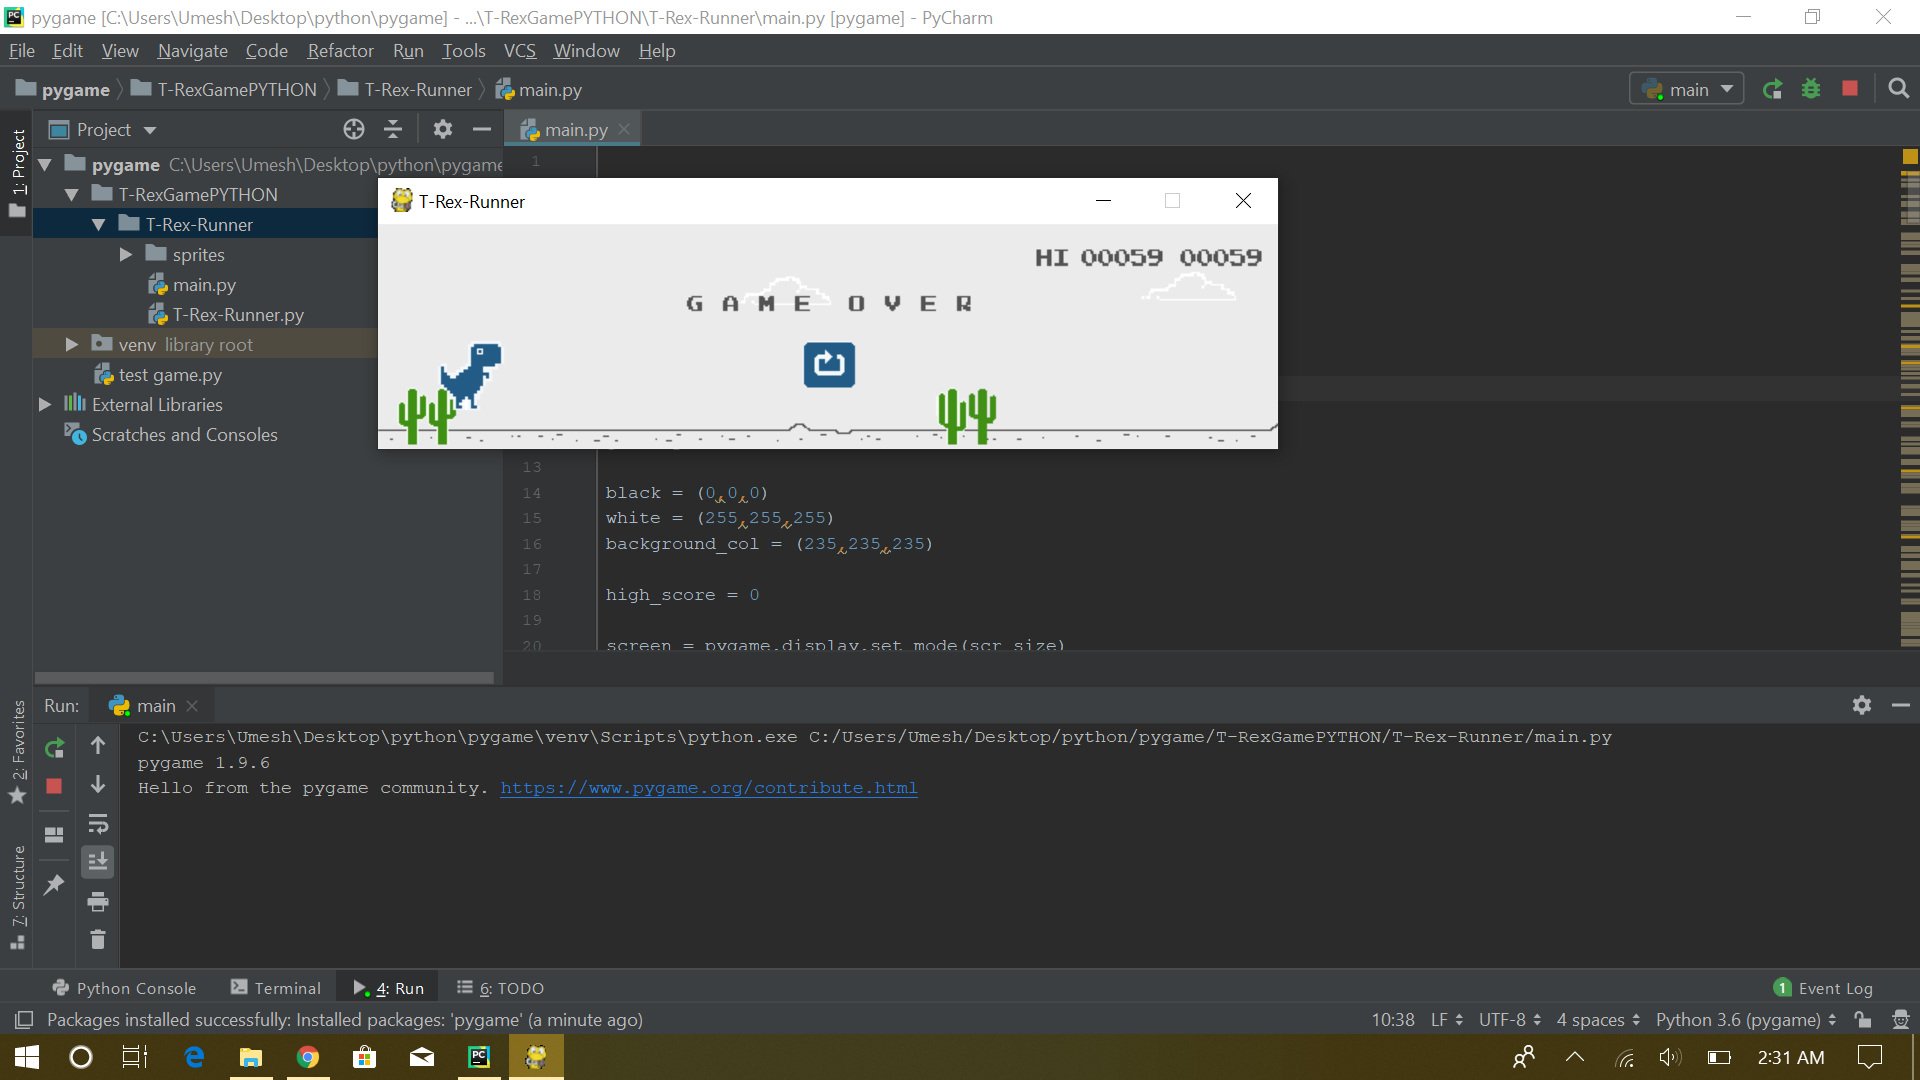 pygame [C:\Users\Umesh\Desktop\python\pygame] - ...\T-RexGamePYTHON\T-Rex-Runner\main.py [pygame] - PyCharm
File Edit View Navigate Code Refactor Run Tools VCS Window Help
pygame T-RexGamePYTHON T-Rex-Runner main.py
main
1: Project
Project
main.py
pygame C:\Users\Umesh\Desktop\python\pygame
T-RexGamePYTHON
T-Rex-Runner
sprites
main.py
T-Rex-Runner.py
venv library root
test game.py
External Libraries
Scratches and Consoles
1
T-Rex-Runner
HI 00059 00059
GAME OVER
13
14 black = (0,0,0)
15 white = (255,255,255)
16 background_col = (235,235,235)
17
18 high_score = 0
19
20 screen = pygame.display.set_mode(scr_size)
2: Favorites
7: Structure
Run: main
C:\Users\Umesh\Desktop\python\pygame\venv\Scripts\python.exe C:/Users/Umesh/Desktop/python/pygame/T-RexGamePYTHON/T-Rex-Runner/main.py
pygame 1.9.6
Hello from the pygame community. https://www.pygame.org/contribute.html
Python Console Terminal 4: Run 6: TODO
1 Event Log
Packages installed successfully: Installed packages: 'pygame' (a minute ago)
10:38 LF UTF-8 4 spaces Python 3.6 (pygame)
2:31 AM